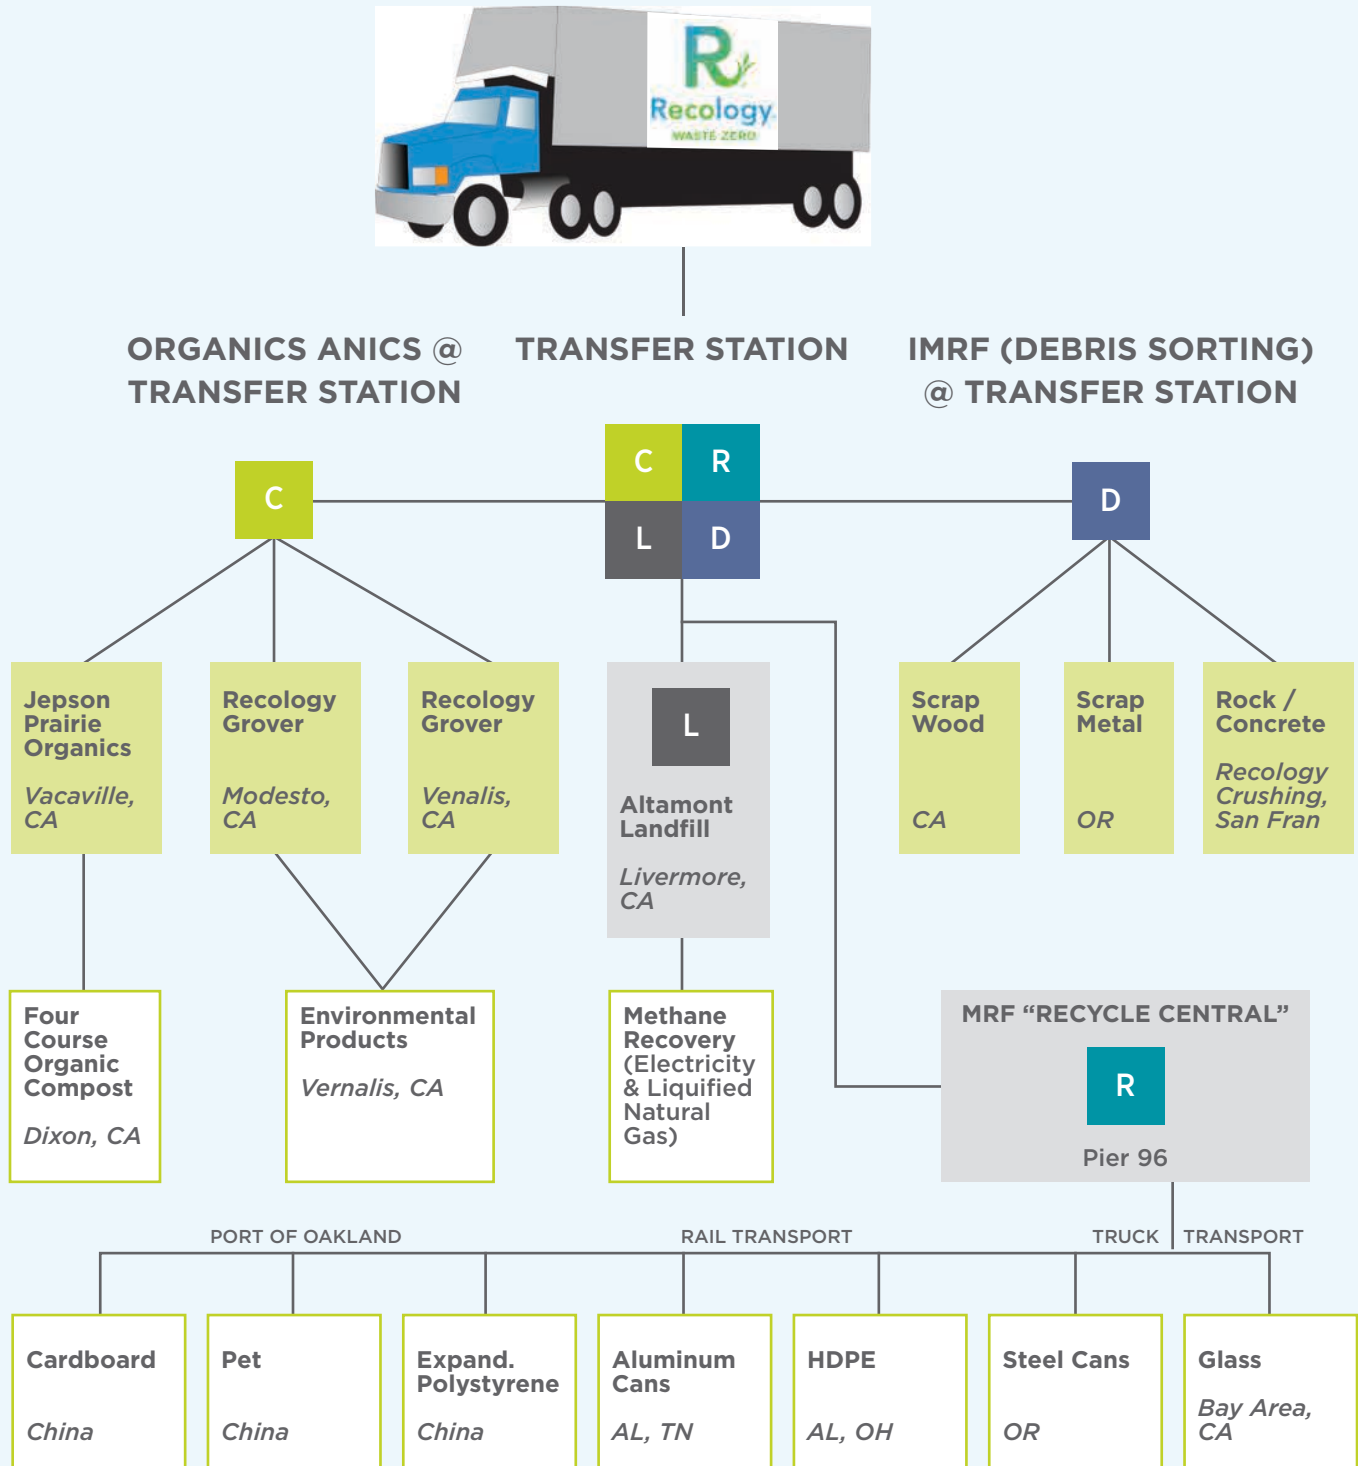 Recology
WASTE ZERO
ORGANICS ANICS @
TRANSFER STATION
TRANSFER STATION
IMRF (DEBRIS SORTING)
@ TRANSFER STATION
C
C
R
L
D
D
Jepson
Prairie
Organics
Vacaville,
CA
Recology
Grover
Modesto,
CA
Recology
Grover
Venalis,
CA
L
Altamont
Landfill
Livermore,
CA
Scrap
Wood
CA
Scrap
Metal
OR
Rock /
Concrete
Recology
Crushing,
San Fran
Four
Course
Organic
Compost
Dixon, CA
Environmental
Products
Vernalis, CA
Methane
Recovery
(Electricity
& Liquified
Natural
Gas)
MRF “RECYCLE CENTRAL”
R
Pier 96
PORT OF OAKLAND
RAIL TRANSPORT
TRUCK TRANSPORT
Cardboard
China
Pet
China
Expand.
Polystyrene
China
Aluminum
Cans
AL, TN
HDPE
AL, OH
Steel Cans
OR
Glass
Bay Area,
CA